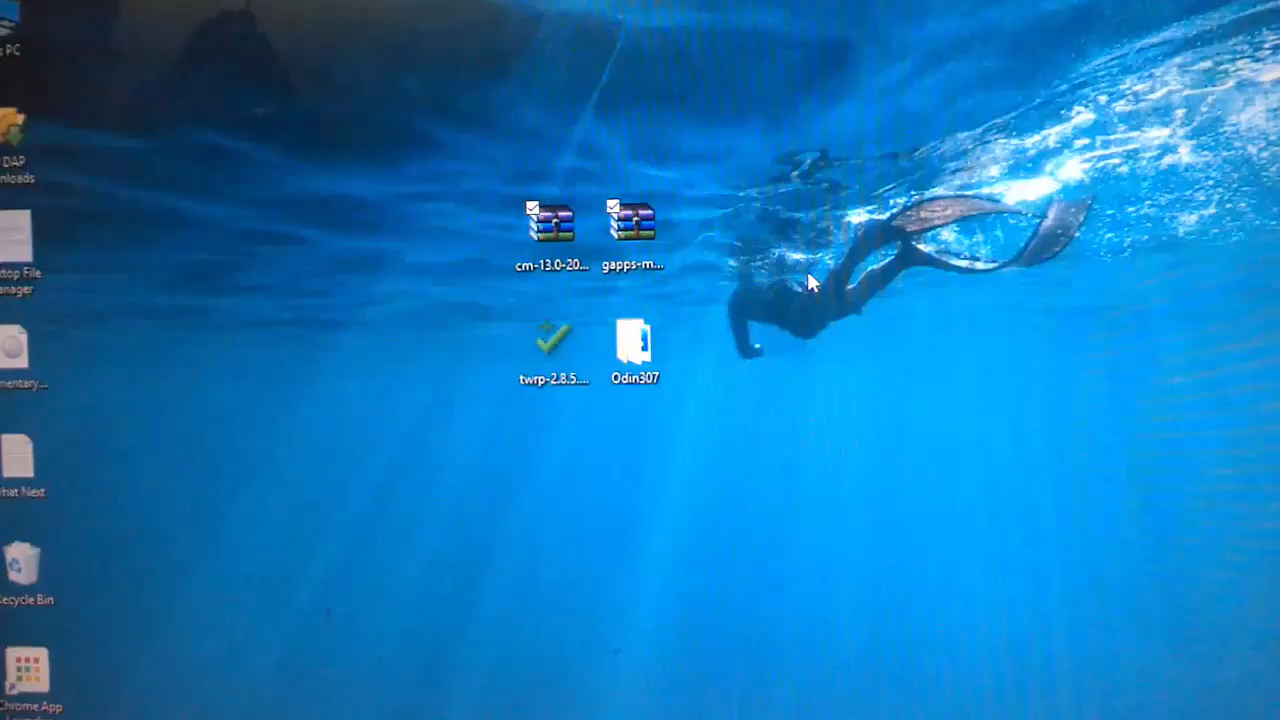 PC
DAP
nloads
ktop File
anager
mentary...
hat Next
ecycle Bin
Chrome App
cm-13.0-20...
gapps-m...
twrp-2.8.5....
Odin307